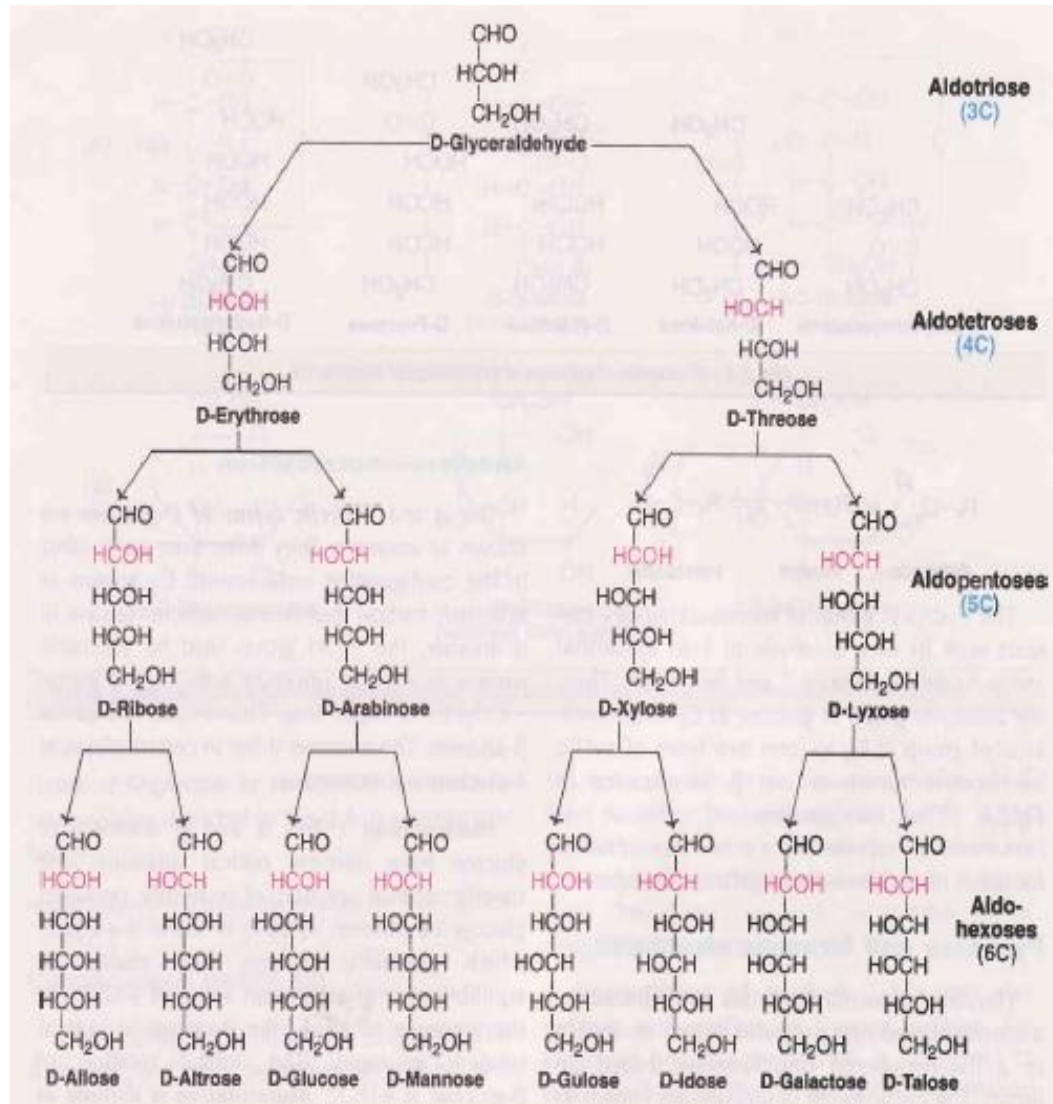 CHO
HCOH
CH₂OH
D-Glyceraldehyde
Aldotriose
(3C)
CHO
HCOH
HCOH
CH₂OH
D-Erythrose
CHO
HOCH
HCOH
CH₂OH
D-Threose
Aldotetroses
(4C)
CHO
HCOH
HCOH
HCOH
CH₂OH
D-Ribose
CHO
HOCH
HCOH
HCOH
CH₂OH
D-Arabinose
CHO
HCOH
HOCH
HCOH
CH₂OH
D-Xylose
CHO
HOCH
HOCH
HCOH
CH₂OH
D-Lyxose
Aldopentoses
(5C)
CHO
HCOH
HCOH
HCOH
HCOH
CH₂OH
D-Allose
CHO
HOCH
HCOH
HCOH
HCOH
CH₂OH
D-Altrose
CHO
HCOH
HOCH
HCOH
HCOH
CH₂OH
D-Glucose
CHO
HOCH
HOCH
HCOH
HCOH
CH₂OH
D-Mannose
CHO
HCOH
HCOH
HOCH
HCOH
CH₂OH
D-Gulose
CHO
HOCH
HCOH
HOCH
HCOH
CH₂OH
D-Idose
CHO
HCOH
HOCH
HOCH
HCOH
CH₂OH
D-Galactose
CHO
HOCH
HOCH
HOCH
HCOH
CH₂OH
D-Talose
Aldo-
hexoses
(6C)